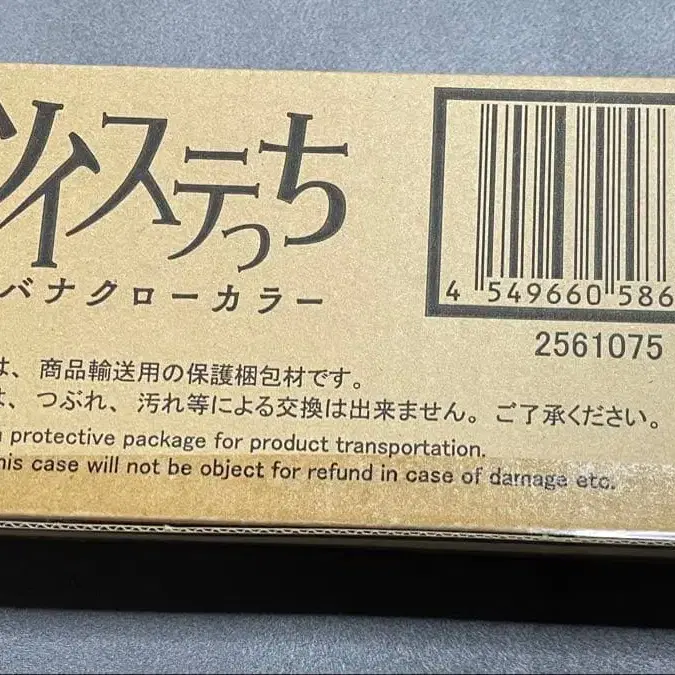 ツイステっち
バナクローカラー
は、商品輸送用の保護梱包材です。
は、つぶれ、汚れ等による交換は出来ません。ご了承ください。
protective package for product transportation.
his case will not be object for refund in case of damage etc.
4 549660 586
2561075